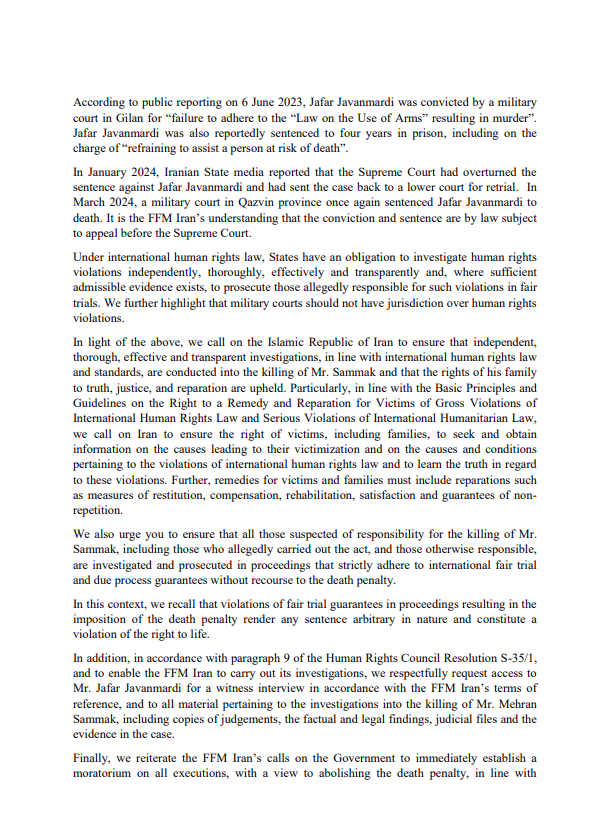 According to public reporting on 6 June 2023, Jafar Javanmardi was convicted by a military
court in Gilan for “failure to adhere to the “Law on the Use of Arms” resulting in murder”.
Jafar Javanmardi was also reportedly sentenced to four years in prison, including on the
charge of “refraining to assist a person at risk of death”.
In January 2024, Iranian State media reported that the Supreme Court had overturned the
sentence against Jafar Javanmardi and had sent the case back to a lower court for retrial. In
March 2024, a military court in Qazvin province once again sentenced Jafar Javanmardi to
death. It is the FFM Iran’s understanding that the conviction and sentence are by law subject
to appeal before the Supreme Court.
Under international human rights law, States have an obligation to investigate human rights
violations independently, thoroughly, effectively and transparently and, where sufficient
admissible evidence exists, to prosecute those allegedly responsible for such violations in fair
trials. We further highlight that military courts should not have jurisdiction over human rights
violations.
In light of the above, we call on the Islamic Republic of Iran to ensure that independent,
thorough, effective and transparent investigations, in line with international human rights law
and standards, are conducted into the killing of Mr. Sammak and that the rights of his family
to truth, justice, and reparation are upheld. Particularly, in line with the Basic Principles and
Guidelines on the Right to a Remedy and Reparation for Victims of Gross Violations of
International Human Rights Law and Serious Violations of International Humanitarian Law,
we call on Iran to ensure the right of victims, including families, to seek and obtain
information on the causes leading to their victimization and on the causes and conditions
pertaining to the violations of international human rights law and to learn the truth in regard
to these violations. Further, remedies for victims and families must include reparations such
as measures of restitution, compensation, rehabilitation, satisfaction and guarantees of non-
repetition.
We also urge you to ensure that all those suspected of responsibility for the killing of Mr.
Sammak, including those who allegedly carried out the act, and those otherwise responsible,
are investigated and prosecuted in proceedings that strictly adhere to international fair trial
and due process guarantees without recourse to the death penalty.
In this context, we recall that violations of fair trial guarantees in proceedings resulting in the
imposition of the death penalty render any sentence arbitrary in nature and constitute a
violation of the right to life.
In addition, in accordance with paragraph 9 of the Human Rights Council Resolution S-35/1,
and to enable the FFM Iran to carry out its investigations, we respectfully request access to
Mr. Jafar Javanmardi for a witness interview in accordance with the FFM Iran’s terms of
reference, and to all material pertaining to the investigations into the killing of Mr. Mehran
Sammak, including copies of judgements, the factual and legal findings, judicial files and the
evidence in the case.
Finally, we reiterate the FFM Iran’s calls on the Government to immediately establish a
moratorium on all executions, with a view to abolishing the death penalty, in line with